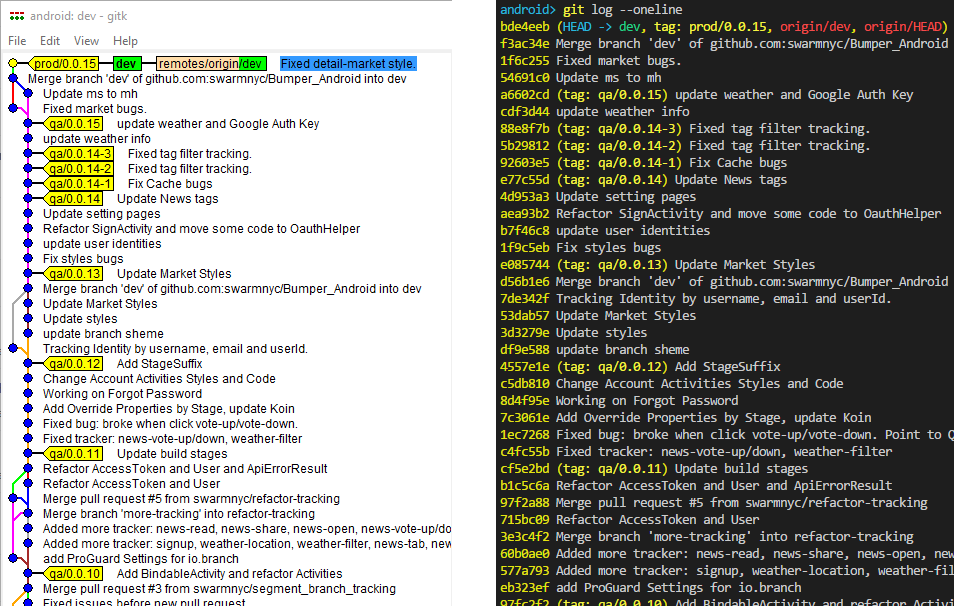 android: dev - gitk
File Edit View Help
prod/0.0.15 dev remotes/origin/dev Fixed detail-market style.
Merge branch 'dev' of github.com:swarmnyc/Bumper_Android into dev
Update ms to mh
Fixed market bugs.
qa/0.0.15 update weather and Google Auth Key
update weather info
qa/0.0.14-3 Fixed tag filter tracking.
qa/0.0.14-2 Fixed tag filter tracking.
qa/0.0.14-1 Fix Cache bugs
qa/0.0.14 Update News tags
Update setting pages
Refactor SignActivity and move some code to OauthHelper
update user identities
Fix styles bugs
qa/0.0.13 Update Market Styles
Merge branch 'dev' of github.com:swarmnyc/Bumper_Android into dev
Update Market Styles
Update styles
update branch sheme
Tracking Identity by username, email and userId.
qa/0.0.12 Add StageSuffix
Change Account Activities Styles and Code
Working on Forgot Password
Add Override Properties by Stage, update Koin
Fixed bug: broke when click vote-up/vote-down.
Fixed tracker: news-vote-up/down, weather-filter
qa/0.0.11 Update build stages
Refactor AccessToken and User and ApiErrorResult
Refactor AccessToken and User
Merge pull request #5 from swarmnyc/refactor-tracking
Merge branch 'more-tracking' into refactor-tracking
Added more tracker: news-read, news-share, news-open, news-vote-up/do
Added more tracker: signup, weather-location, weather-filter, news-tab, new
add ProGuard Settings for io.branch
qa/0.0.10 Add BindableActivity and refactor Activities
Merge pull request #3 from swarmnyc/segment_branch_tracking
Fixed issues before new pull request
android> git log --oneline
bde4eeb (HEAD -> dev, tag: prod/0.0.15, origin/dev, origin/HEAD)
f3ac34e Merge branch 'dev' of github.com:swarmnyc/Bumper_Android
1f6c255 Fixed market bugs.
54691c0 Update ms to mh
a6602cd (tag: qa/0.0.15) update weather and Google Auth Key
cdf3d44 update weather info
88e8f7b (tag: qa/0.0.14-3) Fixed tag filter tracking.
5b29812 (tag: qa/0.0.14-2) Fixed tag filter tracking.
92603e5 (tag: qa/0.0.14-1) Fix Cache bugs
e77c55d (tag: qa/0.0.14) Update News tags
4d953a3 Update setting pages
aea93b2 Refactor SignActivity and move some code to OauthHelper
b7f46c8 update user identities
1f9c5eb Fix styles bugs
e085744 (tag: qa/0.0.13) Update Market Styles
d56b1e6 Merge branch 'dev' of github.com:swarmnyc/Bumper_Android
7de342f Tracking Identity by username, email and userId.
53dab57 Update Market Styles
3d3279e Update styles
df9e588 update branch sheme
4557e1e (tag: qa/0.0.12) Add StageSuffix
c5db810 Change Account Activities Styles and Code
8d4f95e Working on Forgot Password
7c3061e Add Override Properties by Stage, update Koin
1ec7268 Fixed bug: broke when click vote-up/vote-down. Point to Q
c4fc55b Fixed tracker: news-vote-up/down, weather-filter
cf5e2bd (tag: qa/0.0.11) Update build stages
b1c5c6a Refactor AccessToken and User and ApiErrorResult
97f2a88 Merge pull request #5 from swarmnyc/refactor-tracking
715bc09 Refactor AccessToken and User
3e3c4f2 Merge branch 'more-tracking' into refactor-tracking
60b0ae0 Added more tracker: news-read, news-share, news-open, new
577a793 Added more tracker: signup, weather-location, weather-fil
eb323ef add ProGuard Settings for io.branch
97fc2f2 (tag: qa/0.0.10) Add BindableActivity and refactor Activi